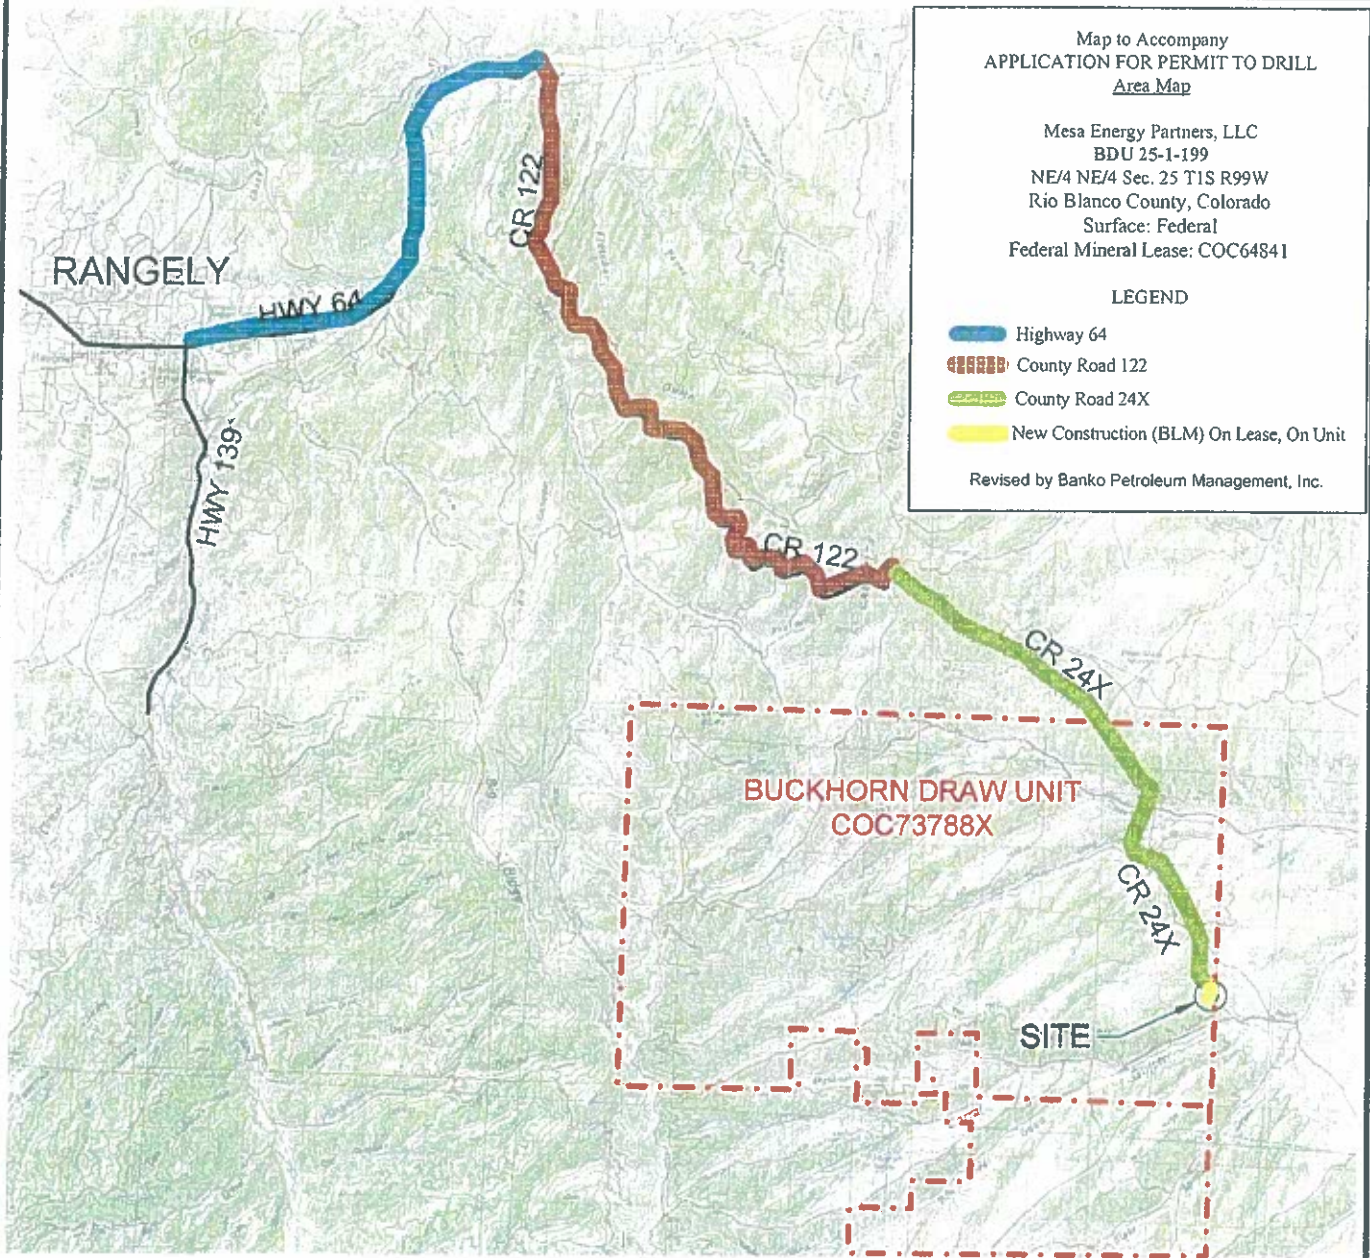 Map to Accompany
APPLICATION FOR PERMIT TO DRILL
Area Map
Mesa Energy Partners, LLC
BDU 25-1-199
NE/4 NE/4 Sec. 25 T1S R99W
Rio Blanco County, Colorado
Surface: Federal
Federal Mineral Lease: COC64841
LEGEND
Highway 64
County Road 122
County Road 24X
New Construction (BLM) On Lease, On Unit
Revised by Banko Petroleum Management, Inc.
RANGELY
HWY 64
CR 122
HWY 139
CR 122
CR 24X
BUCKHORN DRAW UNIT
COC73788X
CR 24X
SITE